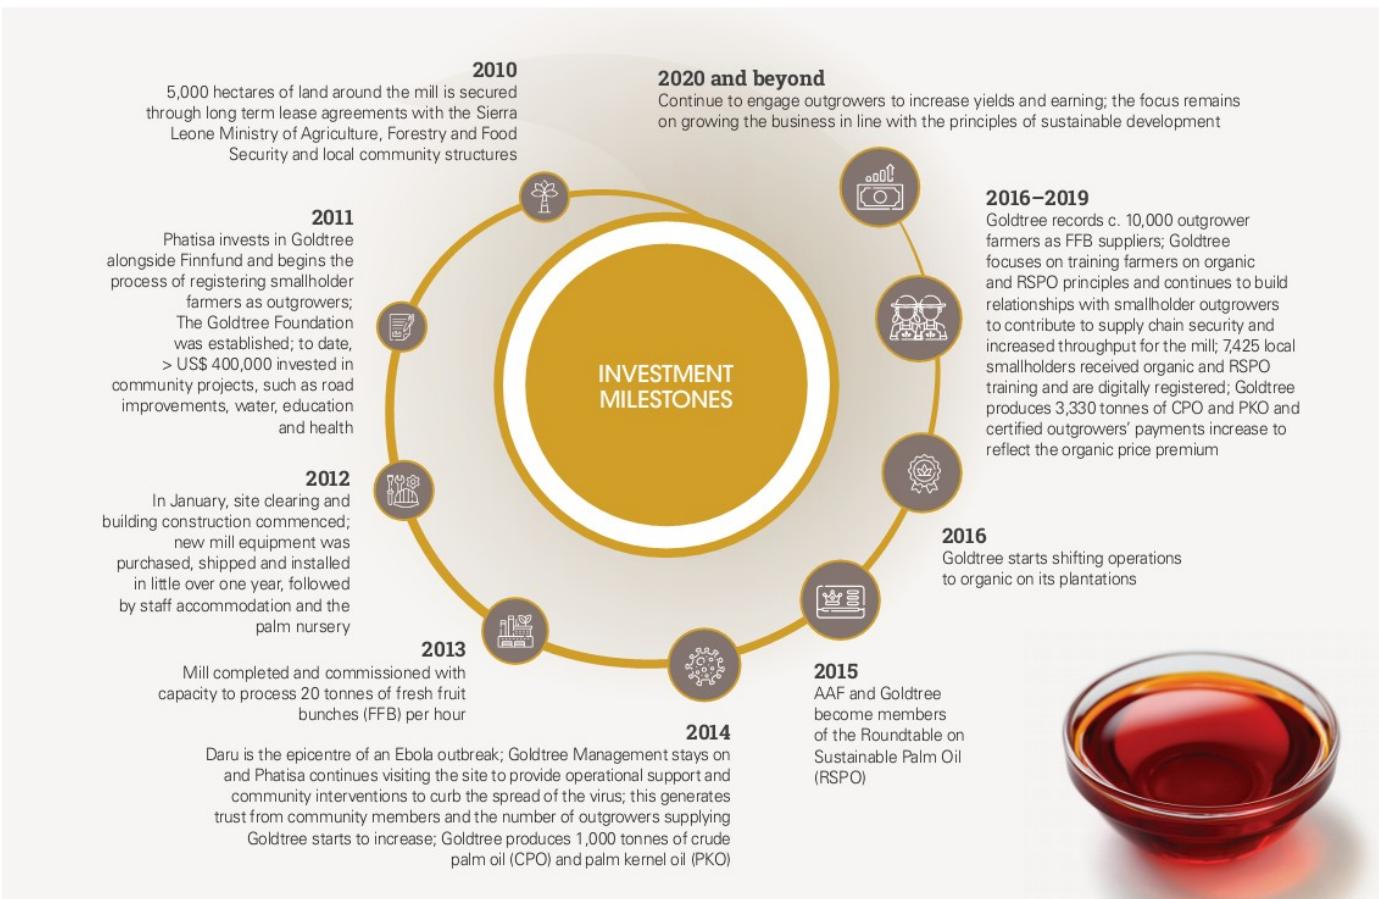 2010
5,000 hectares of land around the mill is secured
through long term lease agreements with the Sierra
Leone Ministry of Agriculture, Forestry and Food
Security and local community structures
2011
Phatisa invests in Goldtree
alongside Finnfund and begins the
process of registering smallholder
farmers as outgrowers;
The Goldtree Foundation
was established; to date,
> US$ 400,000 invested in
community projects, such as road
improvements, water, education
and health
2012
In January, site clearing and
building construction commenced;
new mill equipment was
purchased, shipped and installed
in little over one year, followed
by staff accommodation and the
palm nursery
2013
Mill completed and commissioned with
capacity to process 20 tonnes of fresh fruit
bunches (FFB) per hour
2014
Daru is the epicentre of an Ebola outbreak; Goldtree Management stays on
and Phatisa continues visiting the site to provide operational support and
community interventions to curb the spread of the virus; this generates
trust from community members and the number of outgrowers supplying
Goldtree starts to increase; Goldtree produces 1,000 tonnes of crude
palm oil (CPO) and palm kernel oil (PKO)
2015
AAF and Goldtree
become members
of the Roundtable on
Sustainable Palm Oil
(RSPO)
2016
Goldtree starts shifting operations
to organic on its plantations
2016–2019
Goldtree records c. 10,000 outgrower
farmers as FFB suppliers; Goldtree
focuses on training farmers on organic
and RSPO principles and continues to build
relationships with smallholder outgrowers
to contribute to supply chain security and
increased throughput for the mill; 7,425 local
smallholders received organic and RSPO
training and are digitally registered; Goldtree
produces 3,330 tonnes of CPO and PKO and
certified outgrowers' payments increase to
reflect the organic price premium
2020 and beyond
Continue to engage outgrowers to increase yields and earning; the focus remains
on growing the business in line with the principles of sustainable development
INVESTMENT
MILESTONES